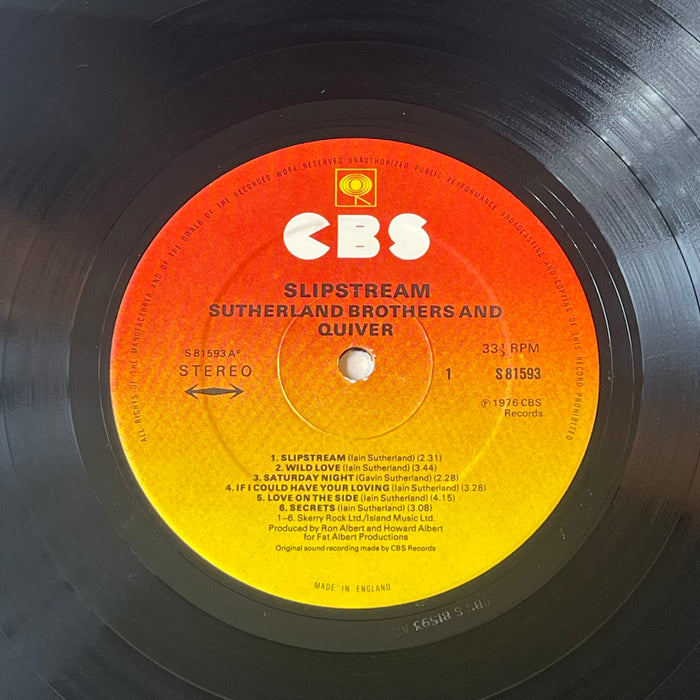 ALL RIGHTS OF THE MANUFACTURER AND OF THE OWNER OF THE RECORDED WORK RESERVED UNAUTHORIZED PUBLIC PERFORMANCE BROADCASTING AND COPYING OF THIS RECORD PROHIBITED
CBS
SLIPSTREAM
SUTHERLAND BROTHERS AND
QUIVER
S 81593 A°
STEREO
33⅓ RPM
1
S 81593
℗ 1976 CBS
Records
1. SLIPSTREAM (Iain Sutherland) (2.31)
2. WILD LOVE (Iain Sutherland) (3.44)
3. SATURDAY NIGHT (Gavin Sutherland) (2.28)
4. IF I COULD HAVE YOUR LOVING (Iain Sutherland) (3.28)
5. LOVE ON THE SIDE (Iain Sutherland) (4.15)
6. SECRETS (Iain Sutherland) (3.08)
1–6. Skerry Rock Ltd./Island Music Ltd.
Produced by Ron Albert and Howard Albert
for Fat Albert Productions
Original sound recording made by CBS Records
MADE IN ENGLAND
CBS S 81593 A